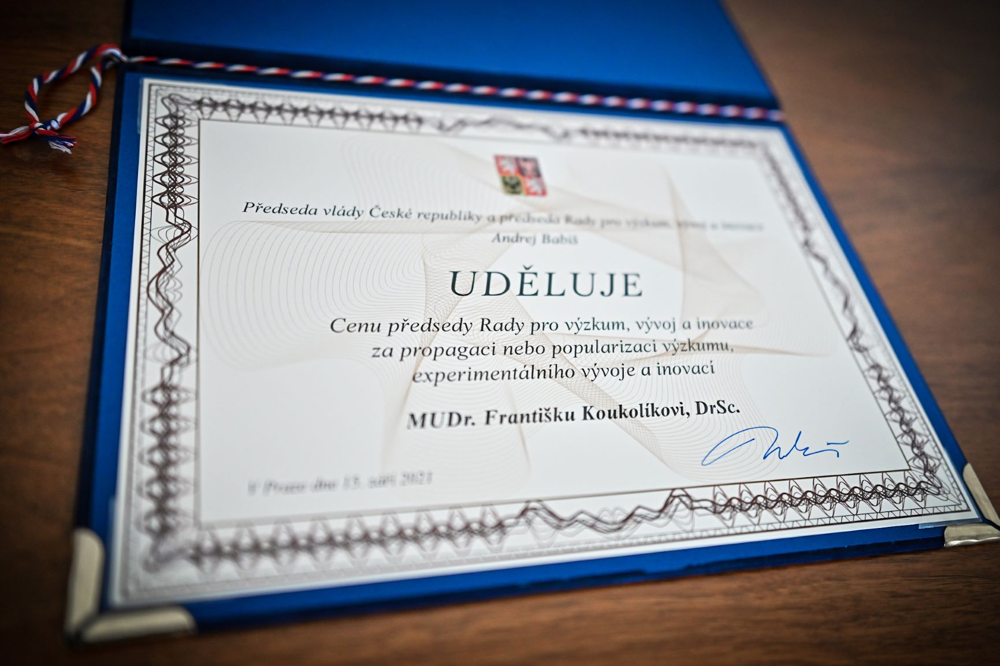 Předseda vlády České republiky a předseda Rady pro výzkum, vývoj a inovace
Andrej Babiš
UDĚLUJE
Cenu předsedy Rady pro výzkum, vývoj a inovace
za propagaci nebo popularizaci výzkumu,
experimentálního vývoje a inovací
MUDr. Františku Koukolíkovi, DrSc.
V Praze dne 15. září 2021